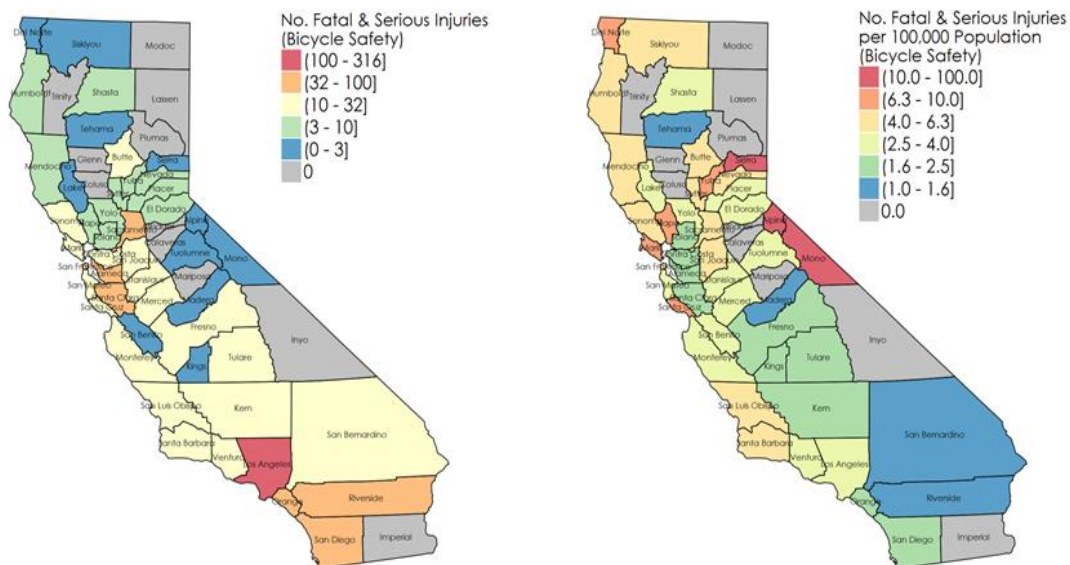 No. Fatal & Serious Injuries
(Bicycle Safety)
(100 - 316]
(32 - 100]
(10 - 32]
(3 - 10]
(0 - 3]
0
Del Norte
Siskiyou
Modoc
Humboldt
Trinity
Shasta
Lassen
Tehama
Plumas
Mendocino
Glenn
Butte
Sierra
Nevada
Lake
Colusa
Yuba
Placer
Sonoma
Yolo
El Dorado
Sacramento
Alpine
Calaveras
Tuolumne
Mono
Contra Costa
San Joaquin
San Francisco
Alameda
San Mateo
Stanislaus
Mariposa
Santa Clara
Santa Cruz
Merced
Madera
San Benito
Fresno
Inyo
Monterey
Kings
Tulare
San Luis Obispo
Kern
Santa Barbara
Ventura
Los Angeles
San Bernardino
Orange
Riverside
San Diego
Imperial
No. Fatal & Serious Injuries
per 100,000 Population
(Bicycle Safety)
(10.0 - 100.0]
(6.3 - 10.0]
(4.0 - 6.3]
(2.5 - 4.0]
(1.6 - 2.5]
(1.0 - 1.6]
0.0
Del Norte
Siskiyou
Modoc
Humboldt
Trinity
Shasta
Lassen
Tehama
Plumas
Mendocino
Glenn
Butte
Sierra
Nevada
Lake
Colusa
Yuba
Placer
Sonoma
Napa
Yolo
El Dorado
Sacramento
Alpine
Calaveras
Tuolumne
Mono
Contra Costa
San Joaquin
San Francisco
Alameda
San Mateo
Stanislaus
Mariposa
Santa Clara
Santa Cruz
Merced
Madera
San Benito
Fresno
Inyo
Monterey
Kings
Tulare
San Luis Obispo
Kern
Santa Barbara
Ventura
Los Angeles
San Bernardino
Orange
Riverside
San Diego
Imperial